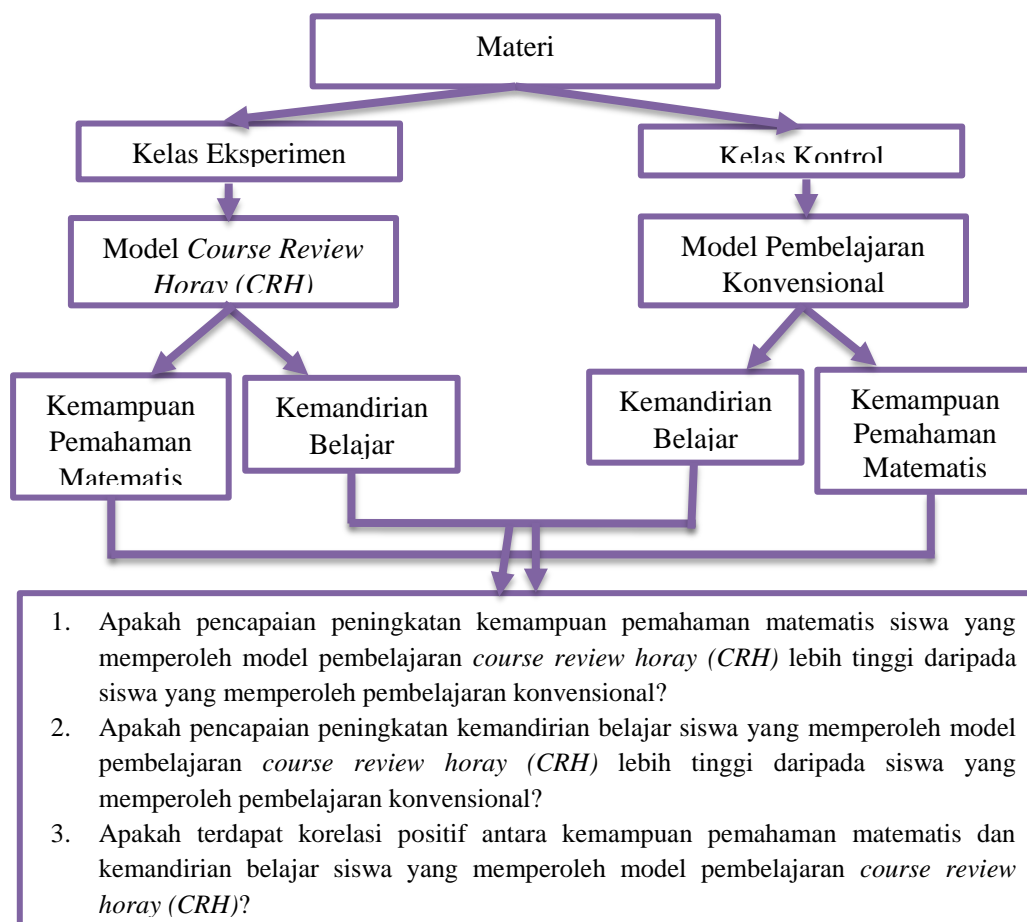 Materi
Kelas Eksperimen
Kelas Kontrol
Model Course Review
Horay (CRH)
Model Pembelajaran
Konvensional
Kemampuan
Pemahaman
Matematis
Kemandirian
Belajar
Kemandirian
Belajar
Kemampuan
Pemahaman
Matematis
1. Apakah pencapaian peningkatan kemampuan pemahaman matematis siswa yang
memperoleh model pembelajaran course review horay (CRH) lebih tinggi daripada
siswa yang memperoleh pembelajaran konvensional?
2. Apakah pencapaian peningkatan kemandirian belajar siswa yang memperoleh model
pembelajaran course review horay (CRH) lebih tinggi daripada siswa yang
memperoleh pembelajaran konvensional?
3. Apakah terdapat korelasi positif antara kemampuan pemahaman matematis dan
kemandirian belajar siswa yang memperoleh model pembelajaran course review
horay (CRH)?